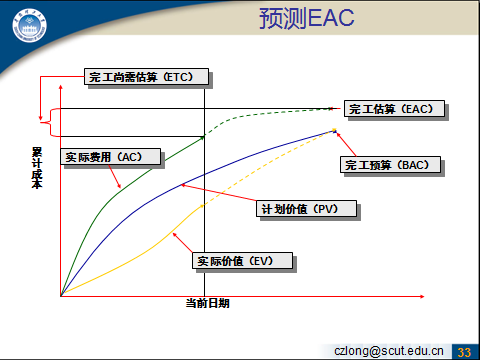 预测EAC
完工尚需估算（ETC）
完工估算（EAC）
实际费用（AC）
累计成本
完工预算（BAC）
计划价值（PV）
实际价值（EV）
当前日期
czlong@scut.edu.cn
33